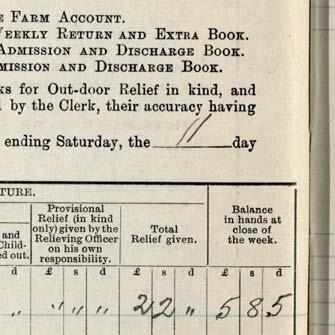 E FARM ACCOUNT.
WEEKLY RETURN AND EXTRA BOOK.
ADMISSION AND DISCHARGE BOOK.
MISSION AND DISCHARGE BOOK.
ks for Out-door Relief in kind, and
l by the Clerk, their accuracy having
ending Saturday, the 11 day
TURE.
and
Child-
ed out.
Provisional
Relief (in kind
only) given by the
Relieving Officer
on his own
responsibility.
Total
Relief given.
Balance
in hands at
close of
the week.
d £ s d £ s d £ s d
" " " " 2 2 " 5 8 5